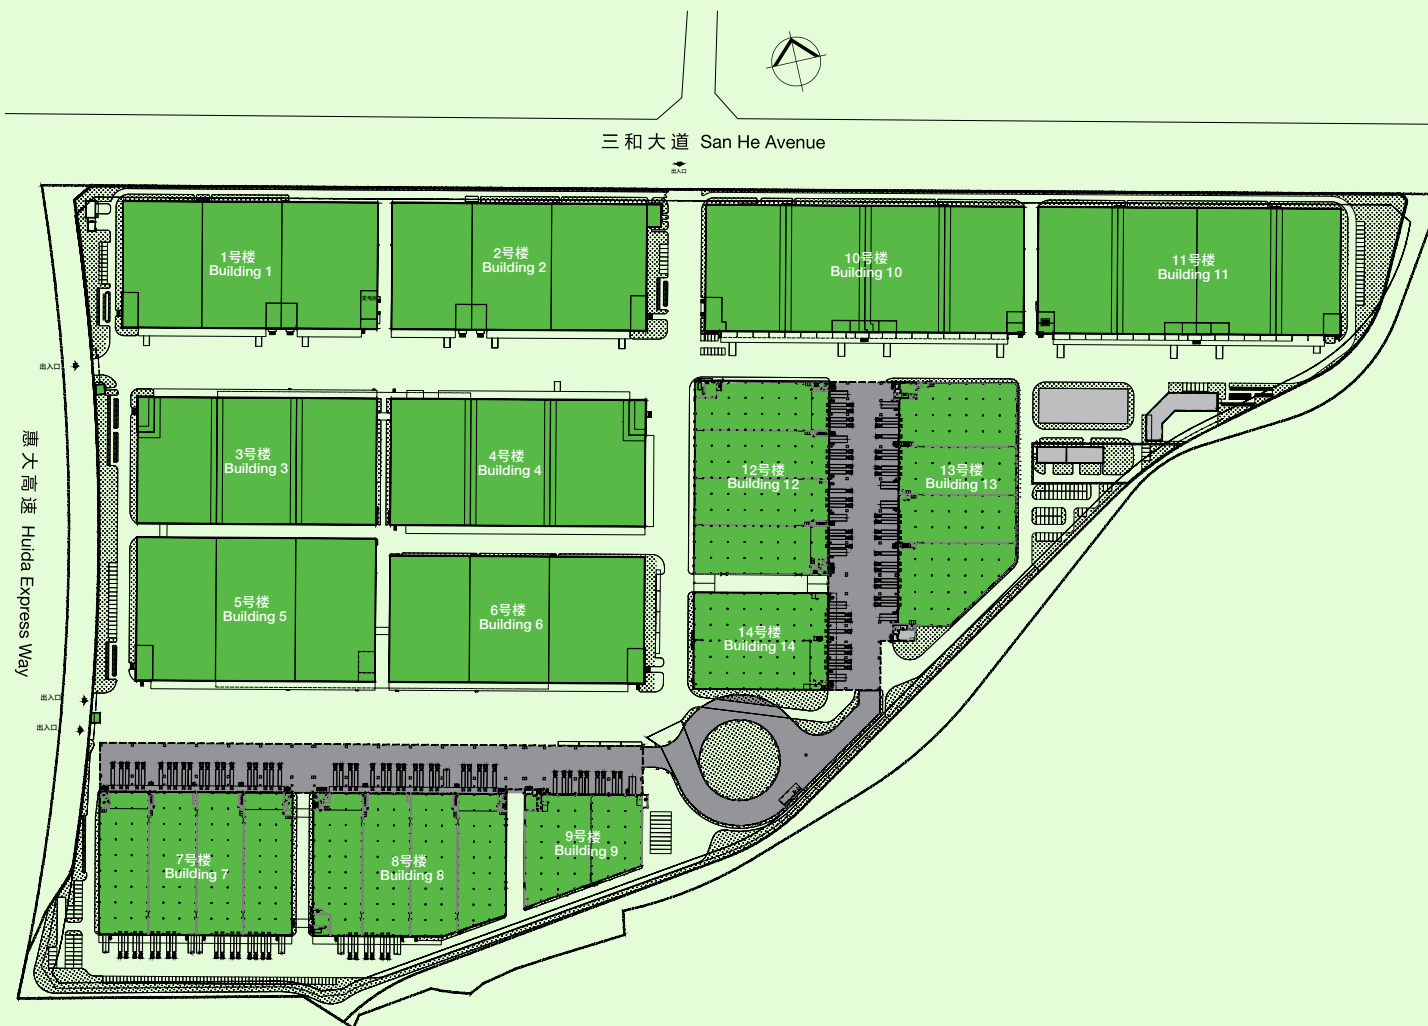 三和大道 San He Avenue
出入口
1号楼
Building 1
2号楼
Building 2
10号楼
Building 10
11号楼
Building 11
变电所
出入口
3号楼
Building 3
4号楼
Building 4
12号楼
Building 12
13号楼
Building 13
惠大高速 Huida Express Way
5号楼
Building 5
6号楼
Building 6
14号楼
Building 14
出入口
出入口
7号楼
Building 7
8号楼
Building 8
9号楼
Building 9